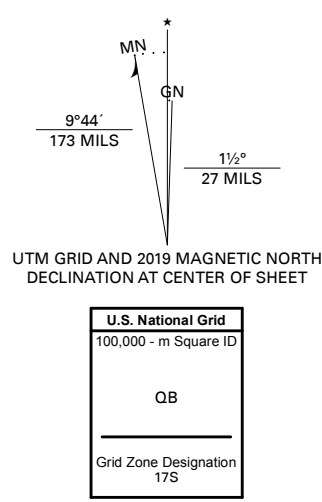 ★
MN
GN
9°44´
173 MILS
1½°
27 MILS
UTM GRID AND 2019 MAGNETIC NORTH
DECLINATION AT CENTER OF SHEET
U.S. National Grid
100,000 - m Square ID
QB
Grid Zone Designation
17S